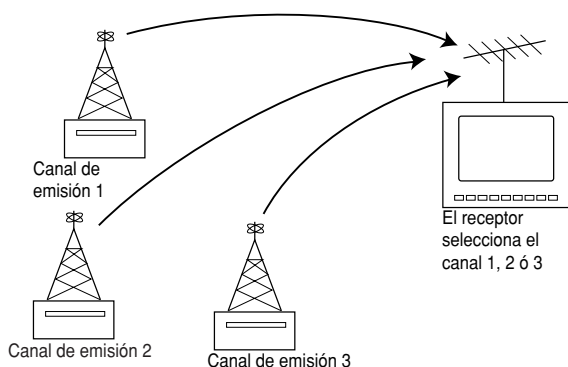 Canal de
emisión 1
Canal de emisión 2
Canal de emisión 3
El receptor
selecciona el
canal 1, 2 ó 3